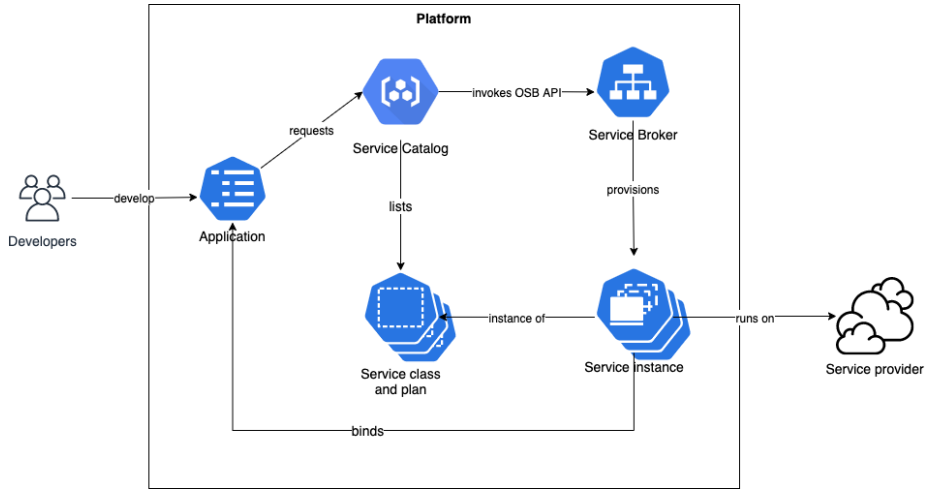 Platform
invokes OSB API
requests
Service Catalog
Service Broker
develop
provisions
lists
Application
Developers
instance of
runs on
Service class
and plan
Service instance
Service provider
binds